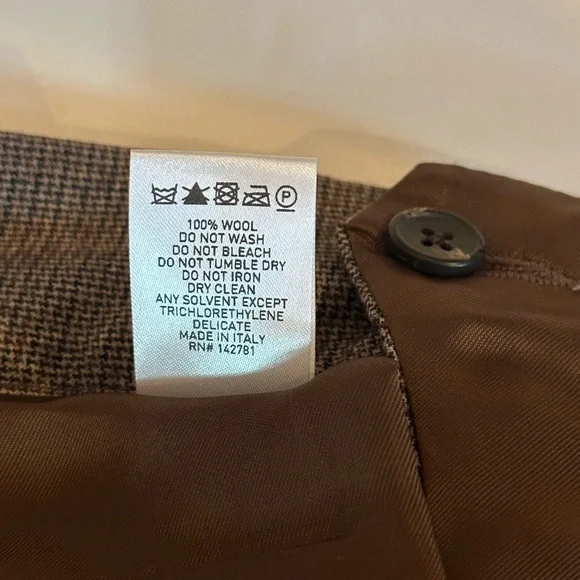 P
100% WOOL
DO NOT WASH
DO NOT BLEACH
DO NOT TUMBLE DRY
DO NOT IRON
DRY CLEAN
ANY SOLVENT EXCEPT
TRICHLORETHYLENE
DELICATE
MADE IN ITALY
RN# 142781